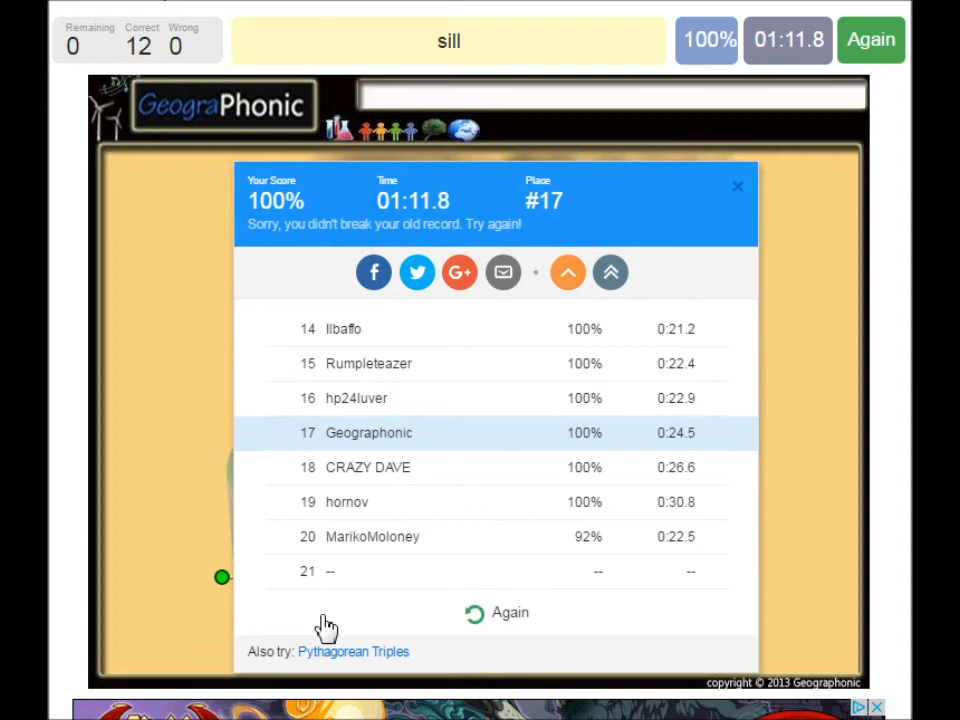 Remaining Correct Wrong
0 12 0
sill
100%
01:11.8
Again
GeograPhonic
Your Score Time Place
100% 01:11.8 #17
Sorry, you didn't break your old record. Try again!
f G+
14 Ilbaffo 100% 0:21.2
15 Rumpleteazer 100% 0:22.4
16 hp24luver 100% 0:22.9
17 Geographonic 100% 0:24.5
18 CRAZY DAVE 100% 0:26.6
19 hornov 100% 0:30.8
20 MarikoMoloney 92% 0:22.5
21 -- -- --
Again
Also try: Pythagorean Triples
copyright © 2013 Geographonic